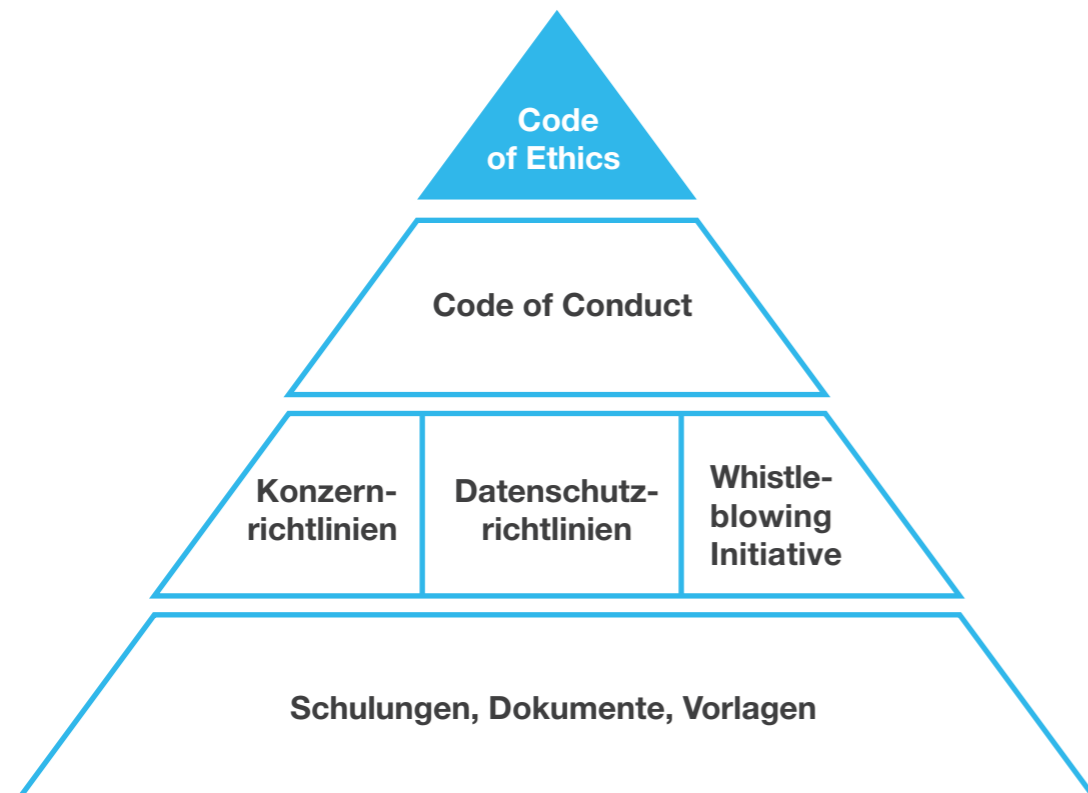 Code
of Ethics
Code of Conduct
Konzern-
richtlinien
Datenschutz-
richtlinien
Whistle-
blowing
Initiative
Schulungen, Dokumente, Vorlagen